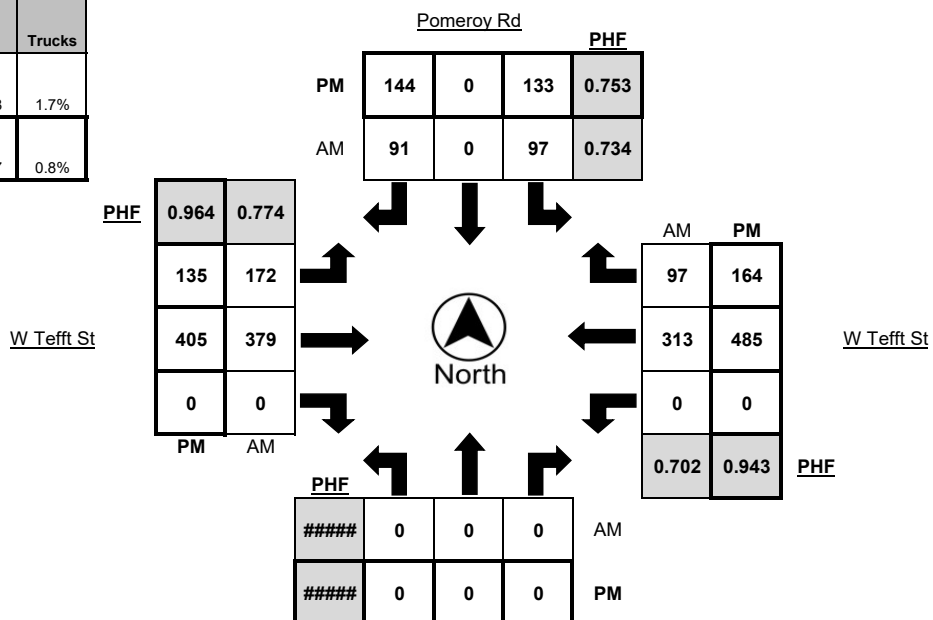 Pomeroy Rd
Trucks
PHF
PM 144 0 133 0.753
1.7%
AM 91 0 97 0.734
0.8%
PHF 0.964 0.774
AM PM
135 172
97 164
W Tefft St 405 379
313 485 W Tefft St
North
0 0
0 0
PM AM
0.702 0.943 PHF
PHF
##### 0 0 0 AM
##### 0 0 0 PM